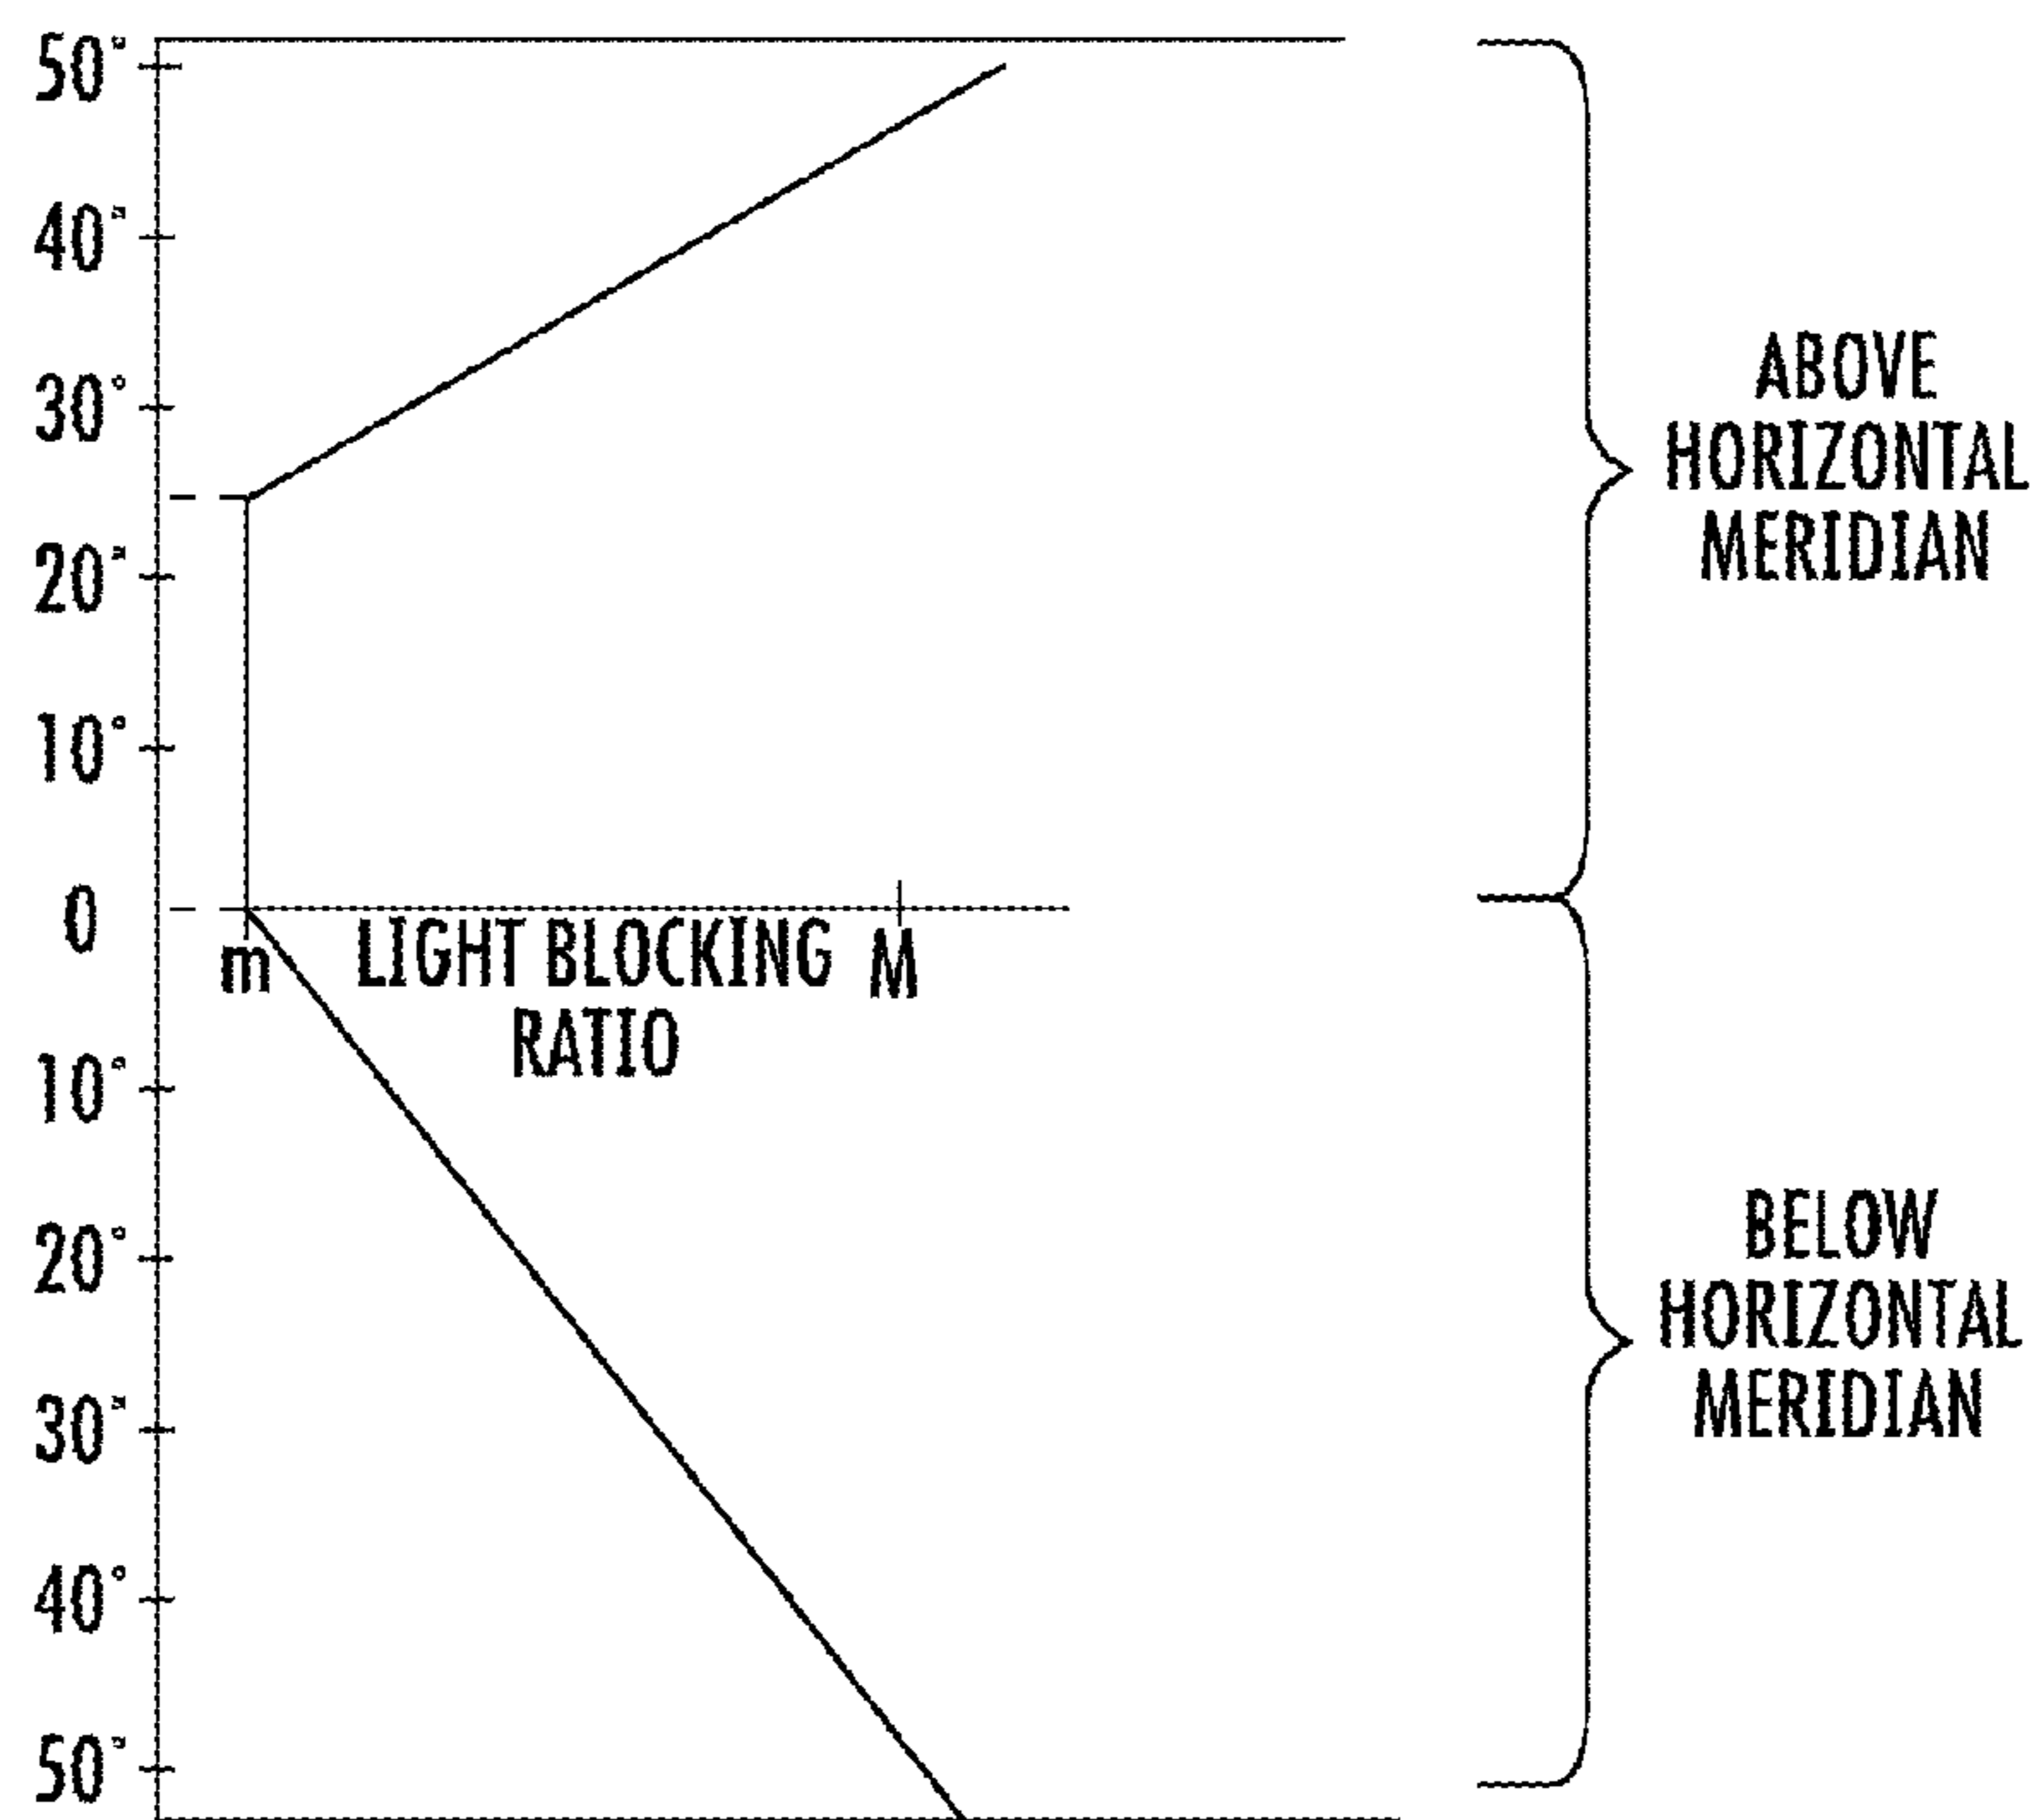 50°
40°
30°
20°
10°
0
10°
20°
30°
40°
50°
m
LIGHT BLOCKING
RATIO
M
ABOVE
HORIZONTAL
MERIDIAN
BELOW
HORIZONTAL
MERIDIAN